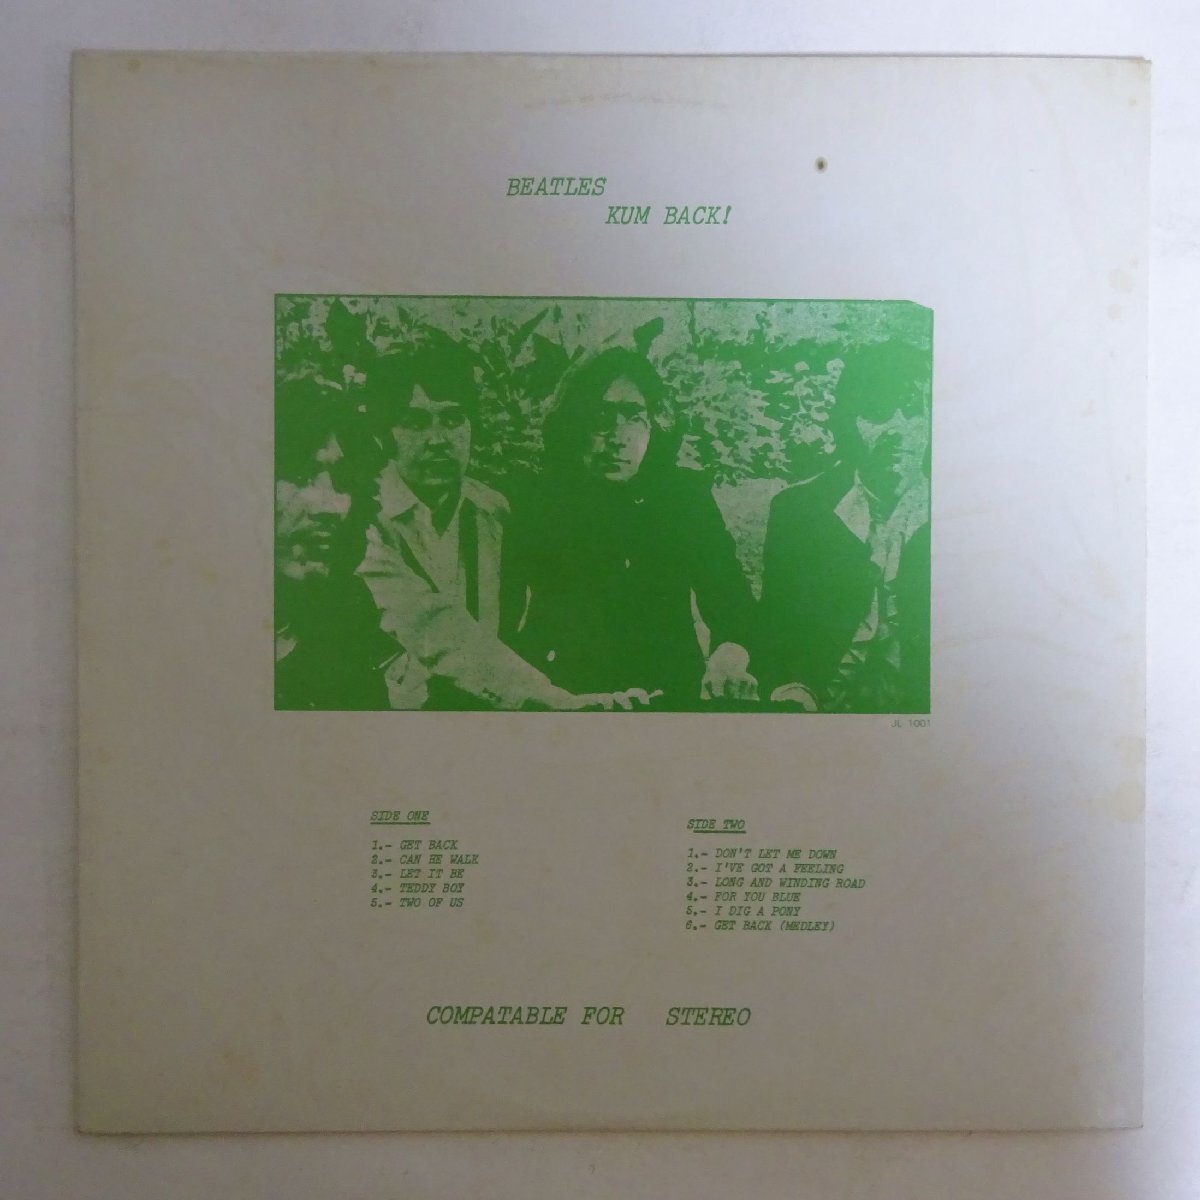 BEATLES
KUM BACK!
JL 1001
SIDE ONE
1.- GET BACK
2.- CAN HE WALK
3.- LET IT BE
4.- TEDDY BOY
5.- TWO OF US
SIDE TWO
1.- DON'T LET ME DOWN
2.- I'VE GOT A FEELING
3.- LONG AND WINDING ROAD
4.- FOR YOU BLUE
5.- I DIG A PONY
6.- GET BACK (MEDLEY)
COMPATABLE FOR STEREO